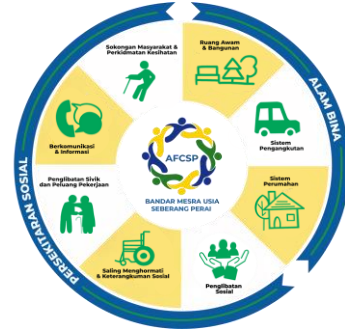 Sokongan Masyarakat &
Perkidmatan Kesihatan
Ruang Awam
& Bangunan
Sistem
Pengangkutan
Sistem
Perumahan
Penglibatan
Sosial
Saling Menghormati
& Keterangkuman Sosial
Penglibatan Sivik
dan Peluang Pekerjaan
Berkomunikasi
& Informasi
AFCSP
BANDAR MESRA USIA
SEBERANG PERAI
ALAM BINA
PERSEKITARAN SOSIAL